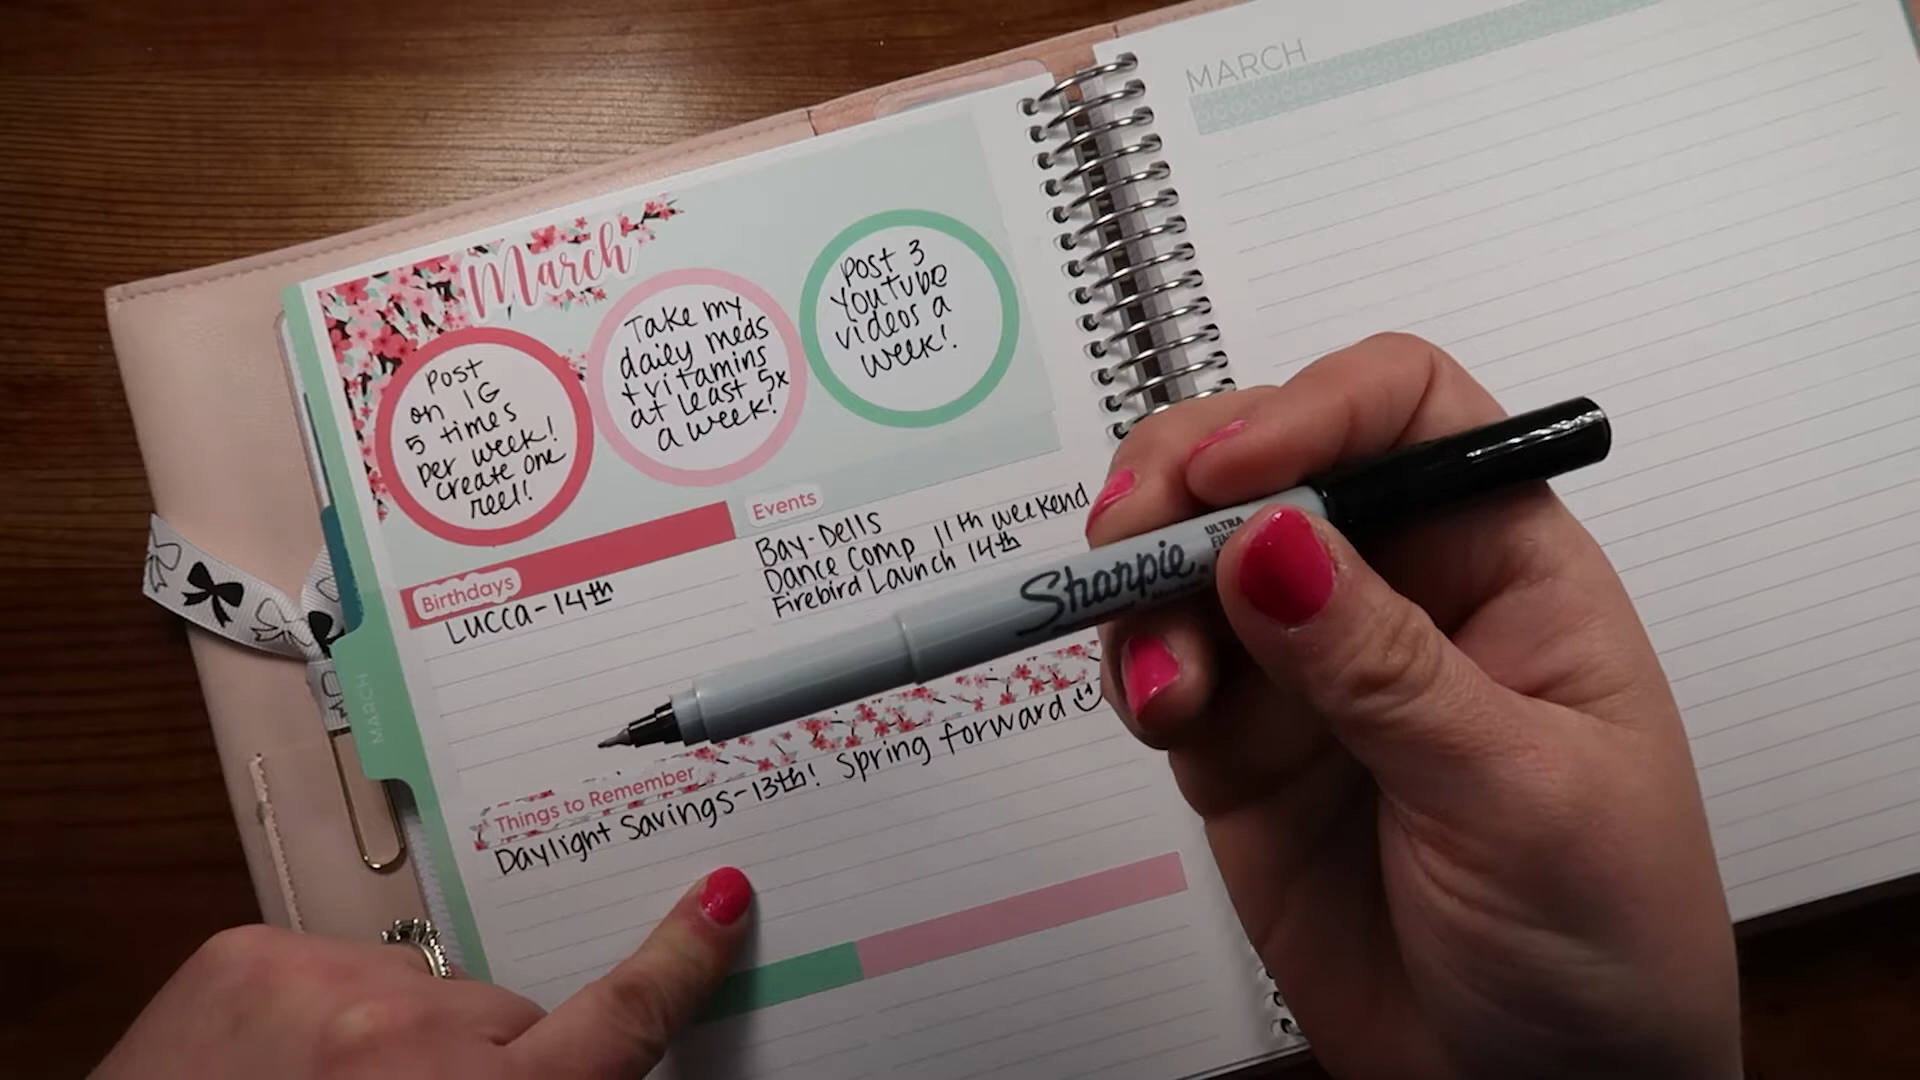 MARCH
March
Post
on IG
5 times
per week!
create one
reel!
Take my
daily meds
+ vitamins
at least 5x
a week!
Post 3
YouTube
videos a
week!
Birthdays
Lucca-14th
Events
Bay-Dells
Dance Comp 11th weekend
Firebird Launch 14th
Sharpie
ULTRA
FINE
Things to Remember
Daylight Savings-13th! Spring forward
MARCH